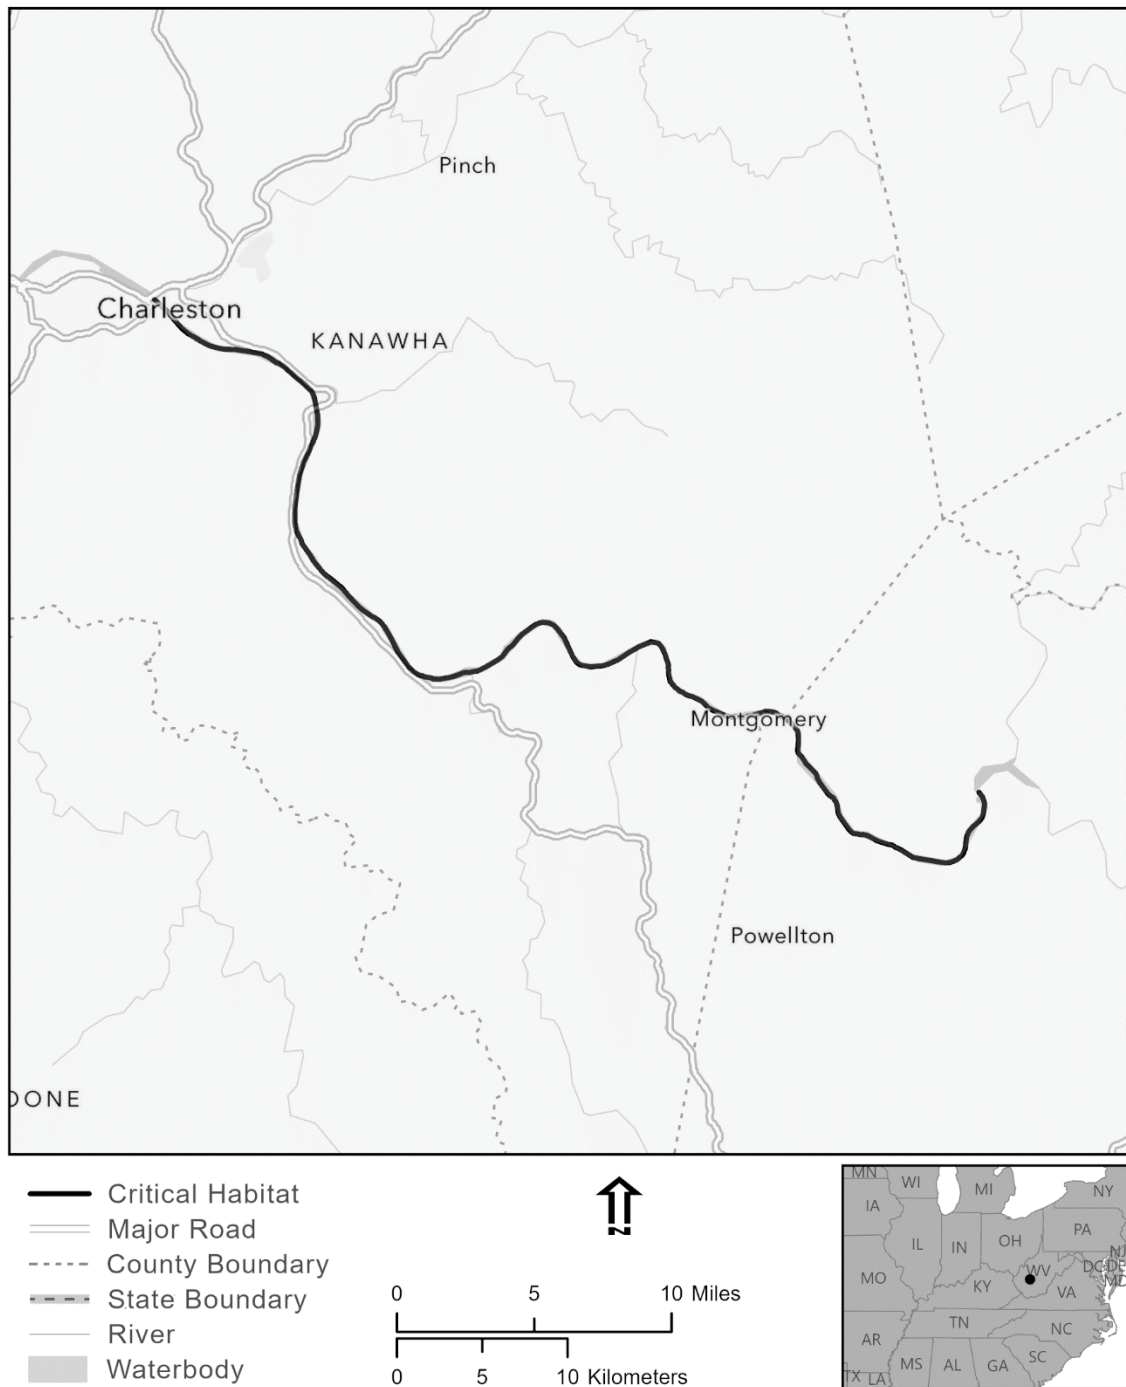 Pinch
Charleston
KANAWHA
Montgomery
Powellton
OONE
Critical Habitat
Major Road
County Boundary
State Boundary
River
Waterbody
N
0 5 10 Miles
0 5 10 Kilometers
MN
WI
MI
NY
IA
PA
IL
IN
OH
NJ
DC
DE
MD
MO
WV
KY
VA
TN
NC
AR
SC
MS
AL
GA
TX
LA